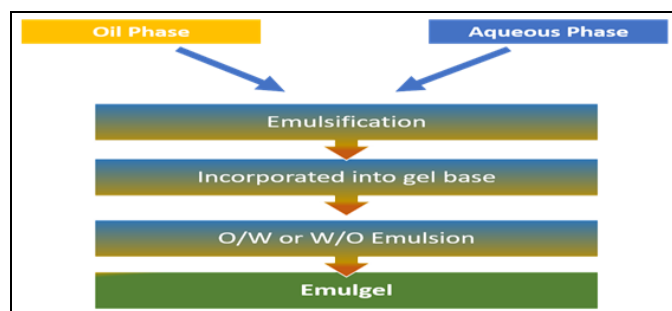 Oil Phase
Aqueous Phase
Emulsification
Incorporated into gel base
O/W or W/O Emulsion
Emulgel